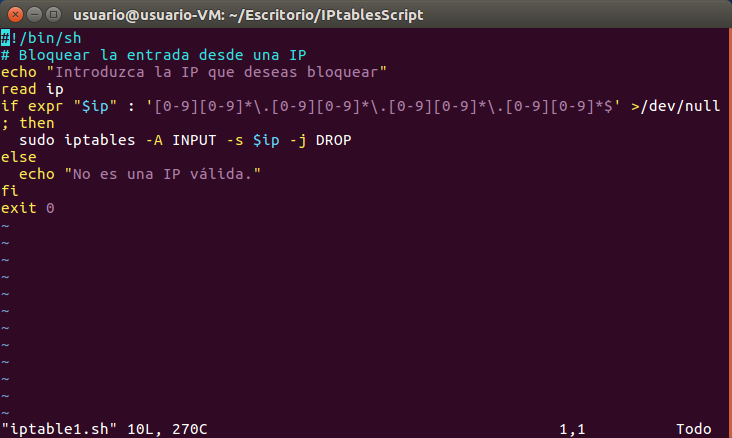 usuario@usuario-VM: ~/Escritorio/IPtablesScript
#!/bin/sh
# Bloquear la entrada desde una IP
echo "Introduzca la IP que deseas bloquear"
read ip
if expr "$ip" : '[0-9][0-9]*\.[0-9][0-9]*\.[0-9][0-9]*\.[0-9][0-9]*$' >/dev/null
; then
  sudo iptables -A INPUT -s $ip -j DROP
else
  echo "No es una IP válida."
fi
exit 0
~
~
~
~
~
~
~
~
~
~
~
~
"iptable1.sh" 10L, 270C 1,1 Todo